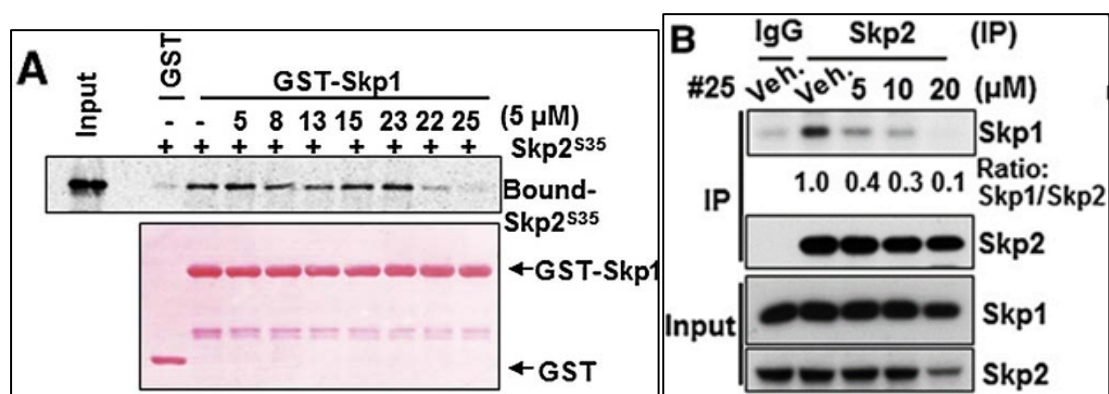 A
Input
GST
GST-Skp1
- - 5 8 13 15 23 22 25 (5 µM)
+ + + + + + + + + Skp2S35
Bound-
Skp2S35
GST-Skp1
GST
B
IgG Skp2 (IP)
#25 Veh. Veh. 5 10 20 (µM)
Skp1
Ratio:
1.0 0.4 0.3 0.1 Skp1/Skp2
IP
Skp2
Input
Skp1
Skp2